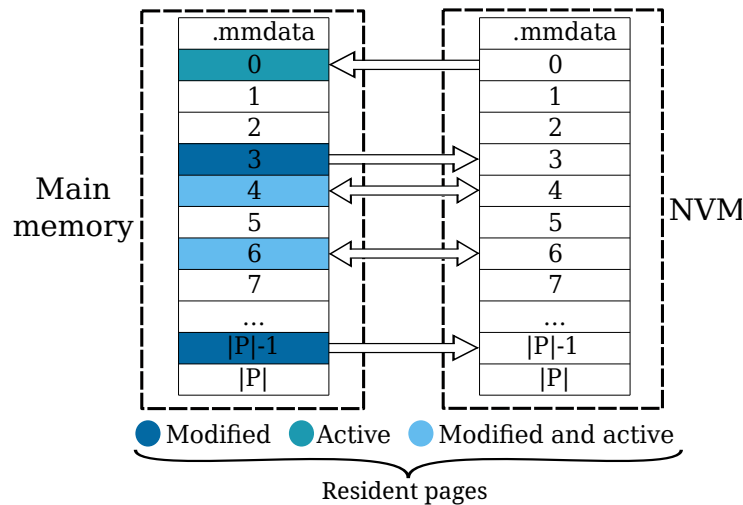 .mmdata
0
1
2
3
4
5
6
7
...
|P|-1
|P|
Main
memory
.mmdata
0
1
2
3
4
5
6
7
...
|P|-1
|P|
NVM
Modified
Active
Modified and active
Resident pages